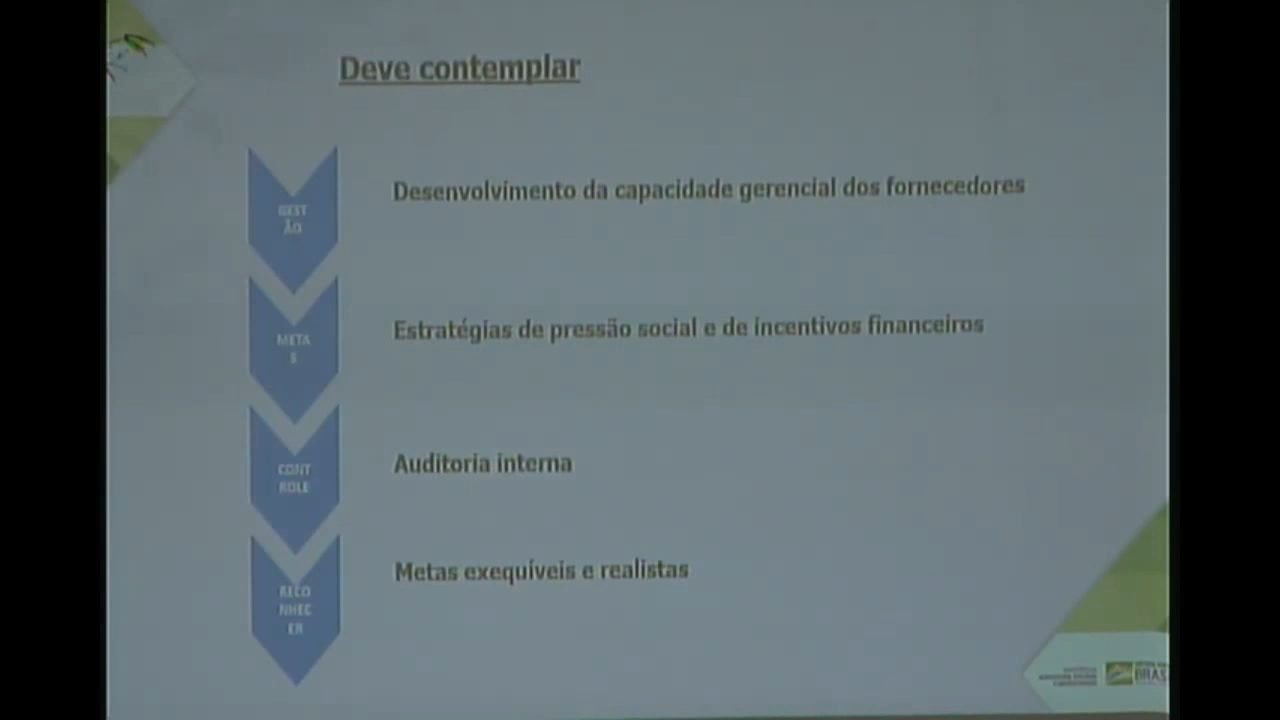 Deve contemplar
GEST
ÃO
Desenvolvimento da capacidade gerencial dos fornecedores
META
S
Estratégias de pressão social e de incentivos financeiros
CONT
ROLE
Auditoria interna
RECO
NHEC
ER
Metas exequíveis e realistas
BRAS